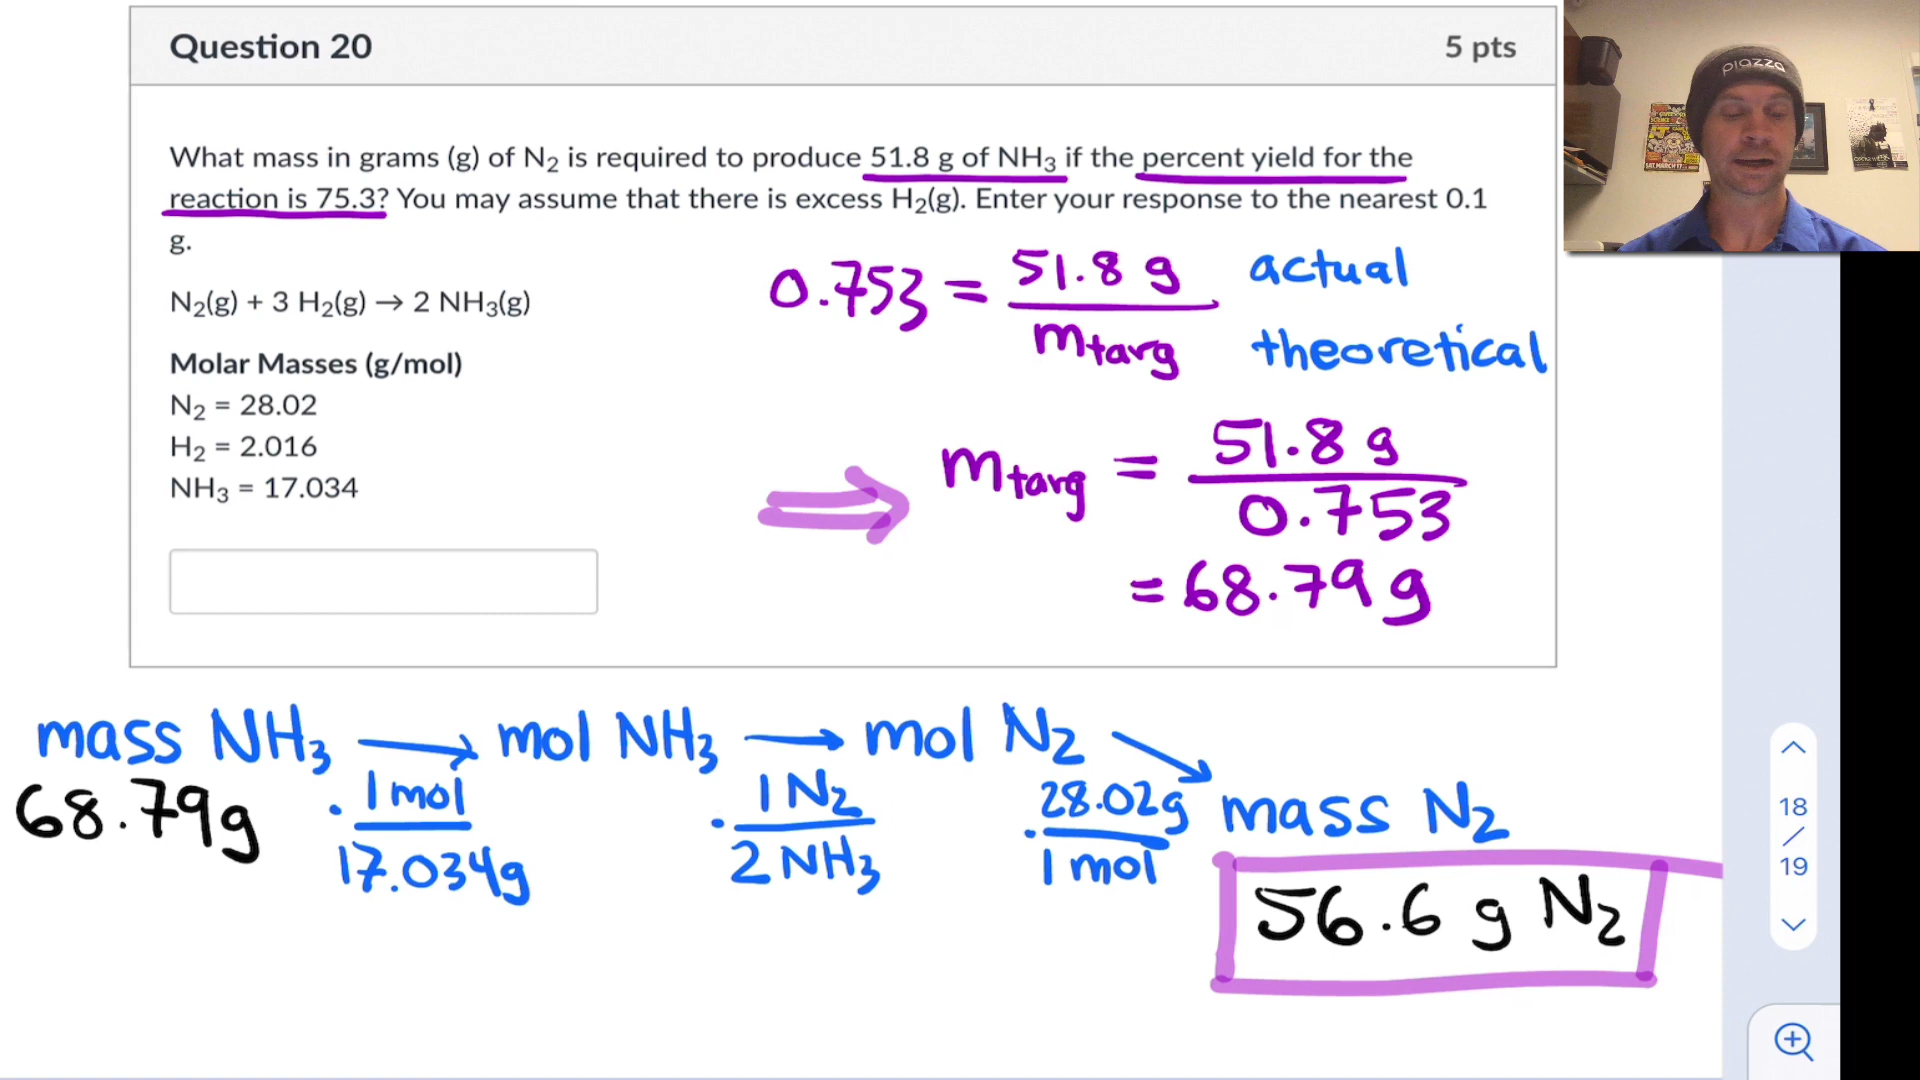 Question 20
5 pts
What mass in grams (g) of N₂ is required to produce 51.8 g of NH₃ if the percent yield for the
reaction is 75.3? You may assume that there is excess H₂(g). Enter your response to the nearest 0.1
g.
N₂(g) + 3 H₂(g) → 2 NH₃(g)
Molar Masses (g/mol)
N₂ = 28.02
H₂ = 2.016
NH₃ = 17.034
0.753 = 51.8 g / m targ
actual
theoretical
⇒ m targ = 51.8 g / 0.753
= 68.79 g
mass NH₃ → mol NH₃ → mol N₂ → mass N₂
68.79g · 1 mol / 17.034g · 1 N₂ / 2 NH₃ · 28.02g / 1 mol
56.6 g N₂
piazza
18
/
19